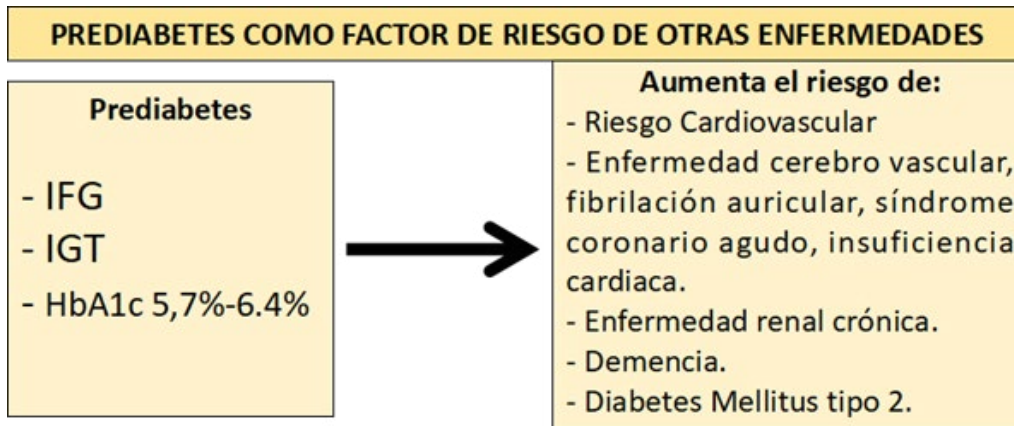 PREDIABETES COMO FACTOR DE RIESGO DE OTRAS ENFERMEDADES
Prediabetes
- IFG
- IGT
- HbA1c 5,7%-6.4%
Aumenta el riesgo de:
- Riesgo Cardiovascular
- Enfermedad cerebro vascular,
fibrilación auricular, síndrome
coronario agudo, insuficiencia
cardiaca.
- Enfermedad renal crónica.
- Demencia.
- Diabetes Mellitus tipo 2.